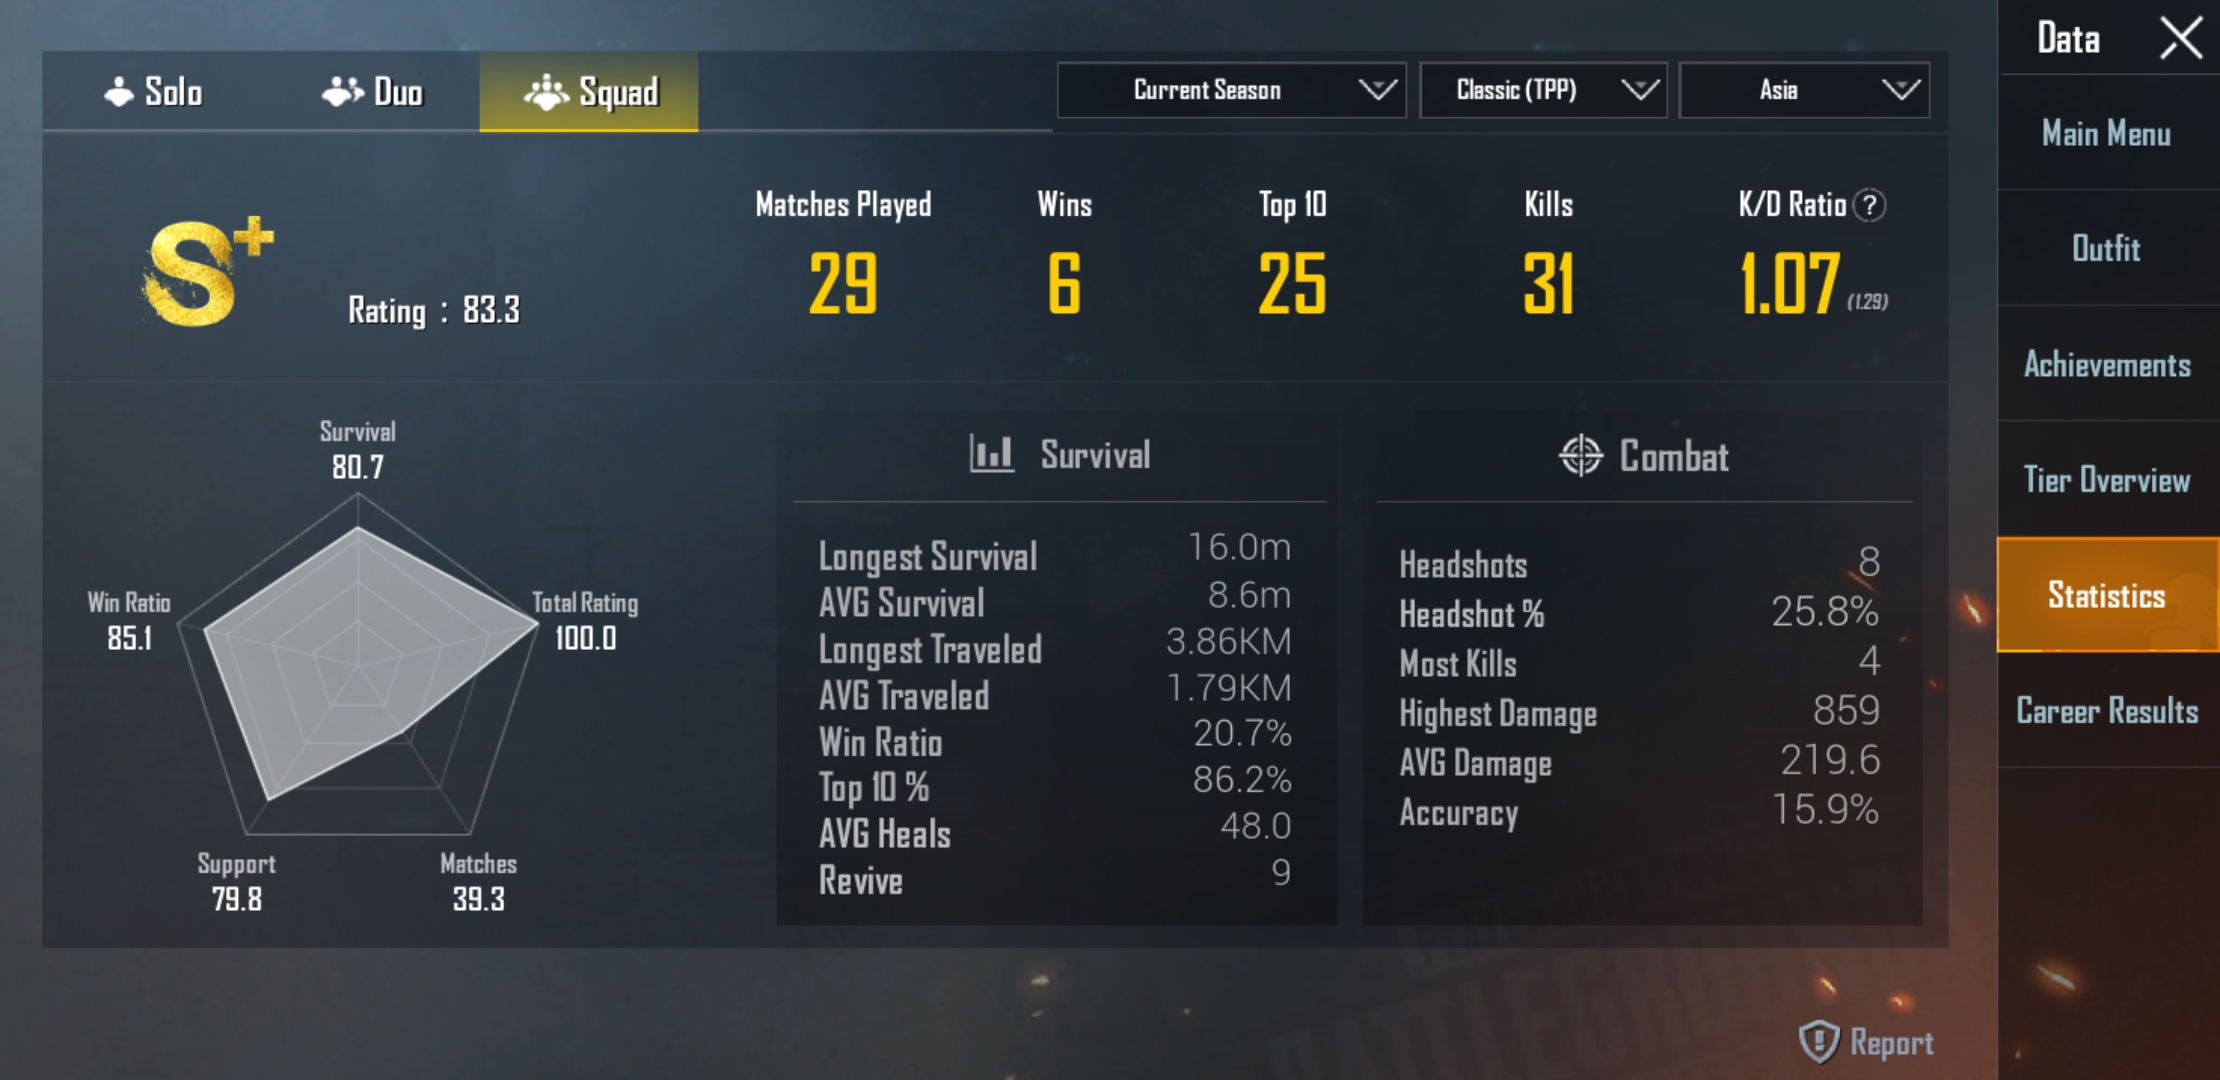 Solo
Duo
Squad
Current Season
Classic (TPP)
Asia
Data
Main Menu
Outfit
Achievements
Tier Overview
Statistics
Career Results
S+
Rating : 83.3
Matches Played
29
Wins
6
Top 10
25
Kills
31
K/D Ratio ?
1.07 (1.29)
Survival
80.7
Win Ratio
85.1
Total Rating
100.0
Support
79.8
Matches
39.3
Survival
Longest Survival 16.0m
AVG Survival 8.6m
Longest Traveled 3.86KM
AVG Traveled 1.79KM
Win Ratio 20.7%
Top 10 % 86.2%
AVG Heals 48.0
Revive 9
Combat
Headshots 8
Headshot % 25.8%
Most Kills 4
Highest Damage 859
AVG Damage 219.6
Accuracy 15.9%
Report